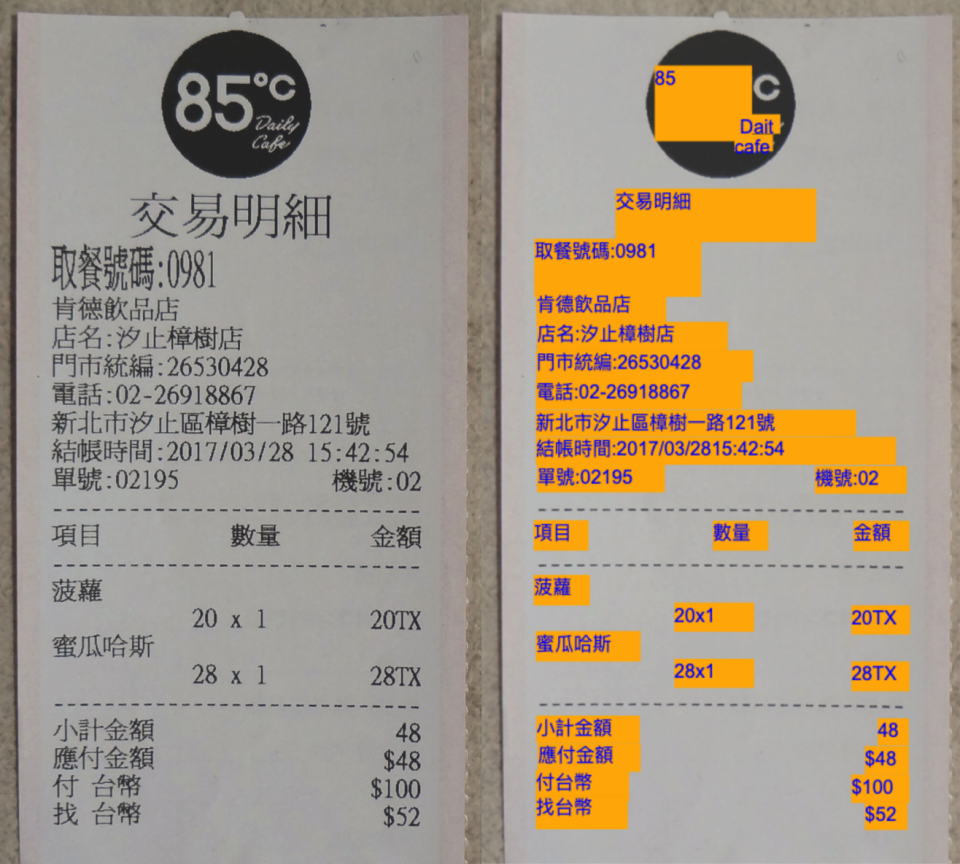 85°C
Daily
Cafe
交易明細
取餐號碼:0981
肯德飲品店
店名:汐止樟樹店
門市統編:26530428
電話:02-26918867
新北市汐止區樟樹一路121號
結帳時間:2017/03/28 15:42:54
單號:02195 機號:02
項目 數量 金額
菠蘿
20 x 1 20TX
蜜瓜哈斯
28 x 1 28TX
小計金額 48
應付金額 $48
付 台幣 $100
找 台幣 $52
85
C
Dait
cafe
交易明細
取餐號碼:0981
肯德飲品店
店名:汐止樟樹店
門市統編:26530428
電話:02-26918867
新北市汐止區樟樹一路121號
結帳時間:2017/03/2815:42:54
單號:02195 機號:02
項目 數量 金額
菠蘿
20x1 20TX
蜜瓜哈斯
28x1 28TX
小計金額 48
應付金額 $48
付台幣 $100
找台幣 $52